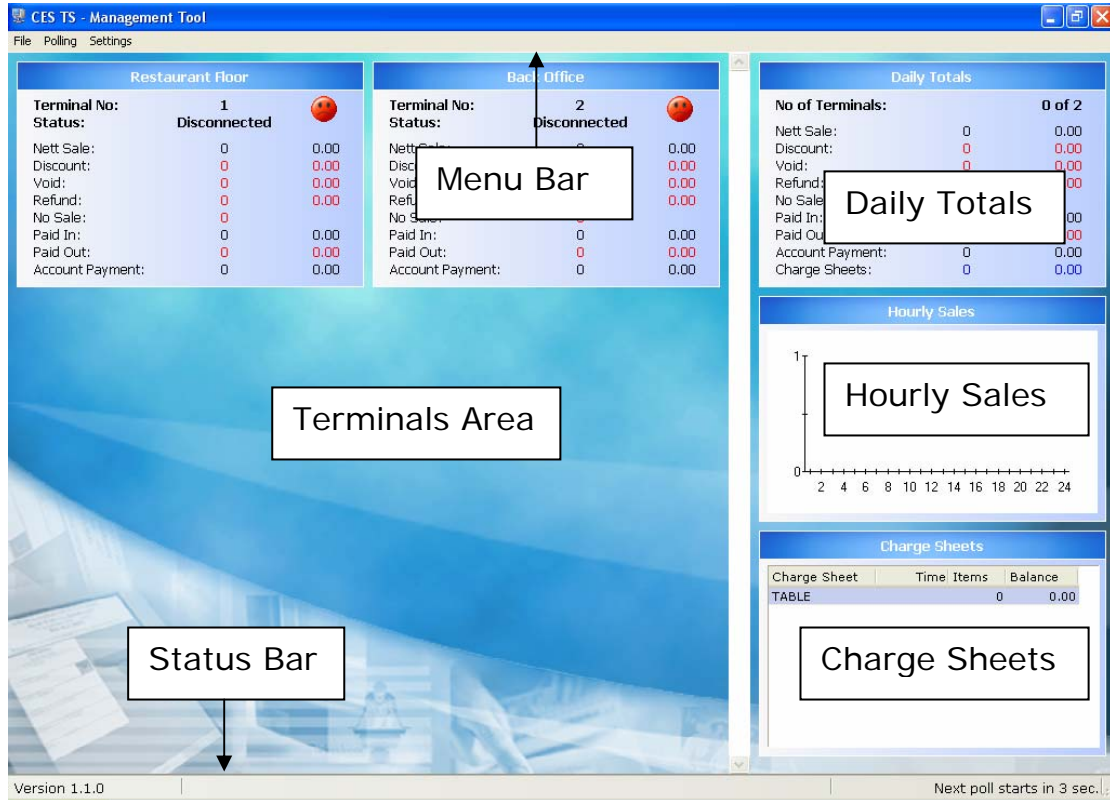 CES TS - Management Tool
File Polling Settings
Restaurant Floor
Terminal No: 1
Status: Disconnected
Nett Sale: 0 0.00
Discount: 0 0.00
Void: 0 0.00
Refund: 0 0.00
No Sale: 0
Paid In: 0 0.00
Paid Out: 0 0.00
Account Payment: 0 0.00
Back Office
Terminal No: 2
Status: Disconnected
0.00
0.00
0.00
0.00
Paid In: 0 0.00
Paid Out: 0 0.00
Account Payment: 0 0.00
Menu Bar
Daily Totals
No of Terminals: 0 of 2
Nett Sale: 0 0.00
Discount: 0 0.00
Void: 0 0.00
Refund:
No Sale
Paid In:
Account Payment: 0 0.00
Charge Sheets: 0 0.00
Daily Totals
Hourly Sales
1
0
2 4 6 8 10 12 14 16 18 20 22 24
Hourly Sales
Terminals Area
Charge Sheets
Charge Sheet Time Items Balance
TABLE 0 0.00
Charge Sheets
Status Bar
Version 1.1.0 Next poll starts in 3 sec.